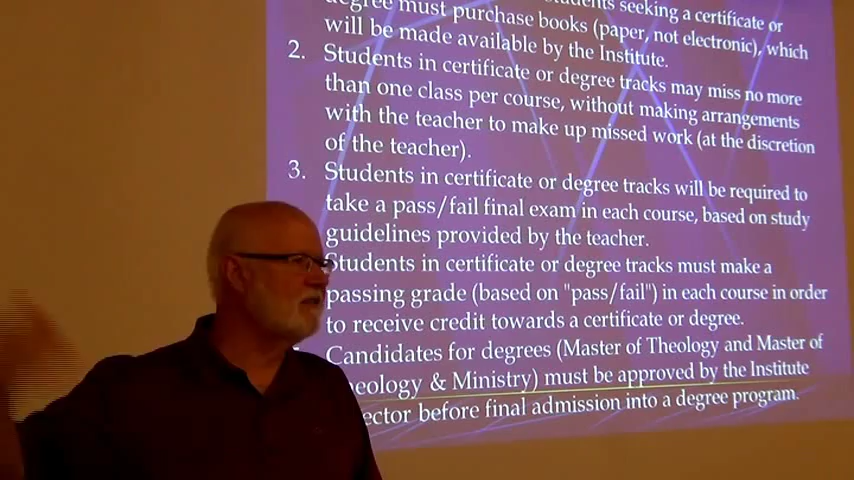 degree must purchase books (paper, not electronic), which
will be made available by the Institute.
2. Students in certificate or degree tracks may miss no more
than one class per course, without making arrangements
with the teacher to make up missed work (at the discretion
of the teacher).
3. Students in certificate or degree tracks will be required to
take a pass/fail final exam in each course, based on study
guidelines provided by the teacher.
Students in certificate or degree tracks must make a
passing grade (based on "pass/fail") in each course in order
to receive credit towards a certificate or degree.
Candidates for degrees (Master of Theology and Master of
eology & Ministry) must be approved by the Institute
ector before final admission into a degree program.